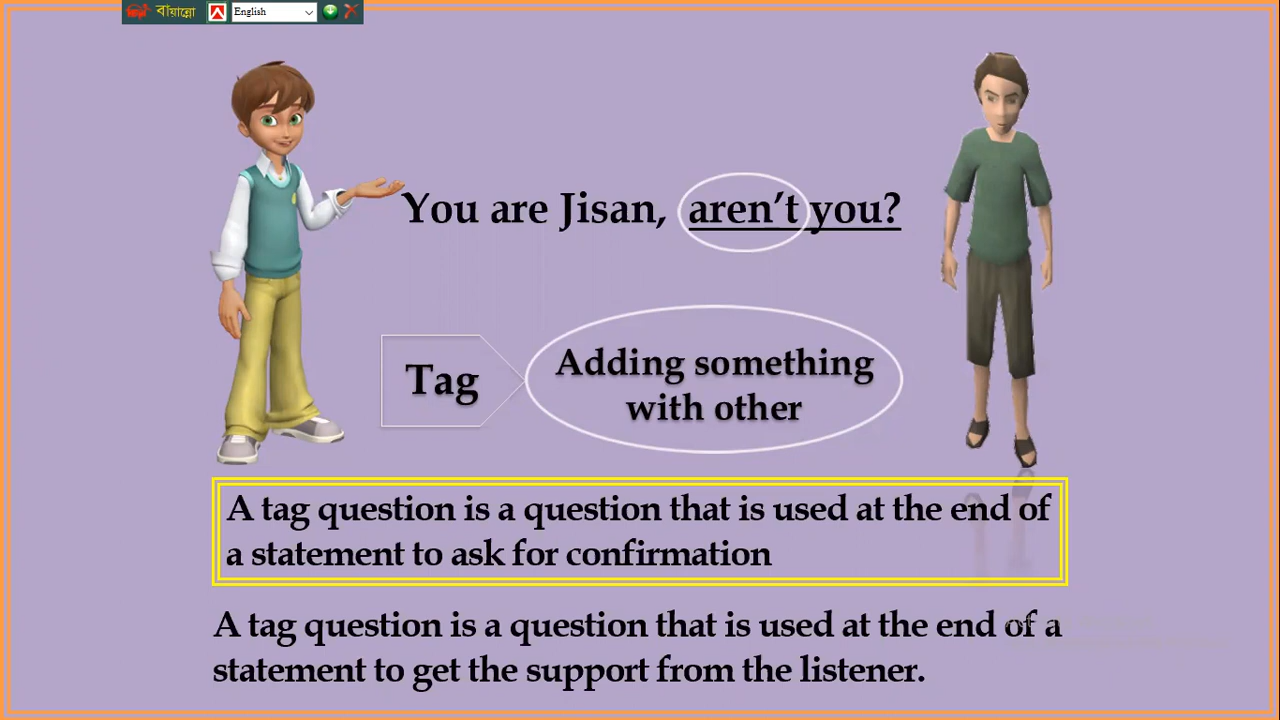 বায়ান্নো English
You are Jisan, aren’t you?
Tag
Adding something
with other
A tag question is a question that is used at the end of
a statement to ask for confirmation
A tag question is a question that is used at the end of a
statement to get the support from the listener.